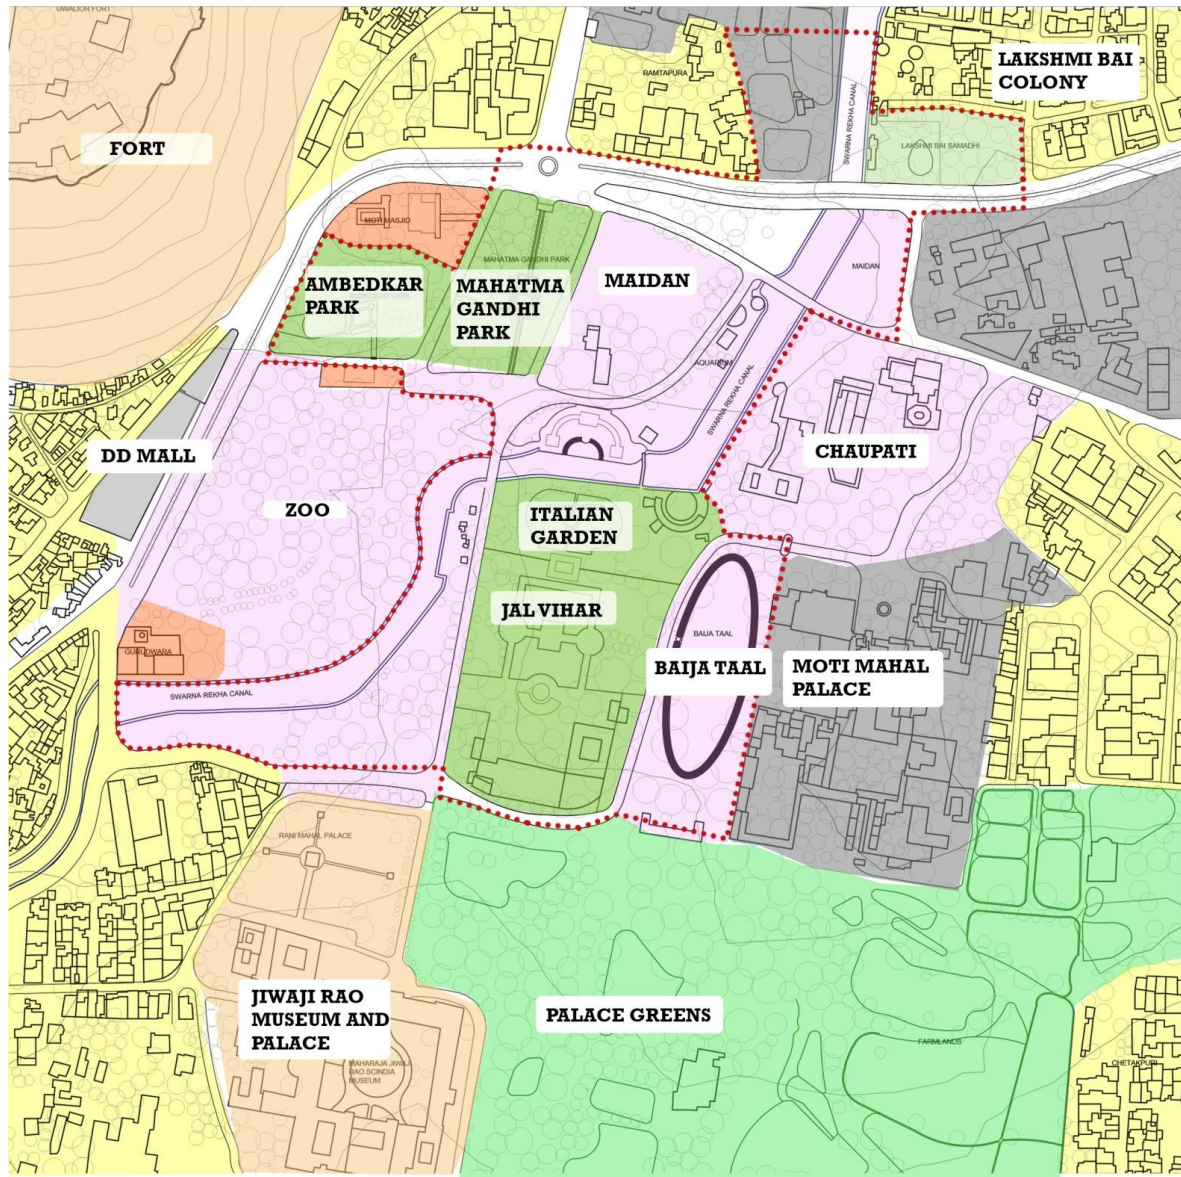 GWALIOR FORT
FORT
RAMTAPURA
SWARNA REKHA CANAL
LAKSHMI BAI
COLONY
LAKSHMI BAI SAMADHI
MOTI MASJID
AMBEDKAR
PARK
MAHATMA GANDHI PARK
MAHATMA
GANDHI
PARK
MAIDAN
MAIDAN
AQUARIUM
SWARNA REKHA CANAL
CHAUPATI
DD MALL
ZOO
ITALIAN
GARDEN
JAL VIHAR
BAIJA TAAL
BAIJA TAAL
MOTI MAHAL
PALACE
GURUDWARA
SWARNA REKHA CANAL
RANI MAHAL PALACE
JIWAJI RAO
MUSEUM AND
PALACE
MAHARAJA JIWAJI
RAO SCINDIA
MUSEUM
PALACE GREENS
FARMLANDS
CHETAKPURI